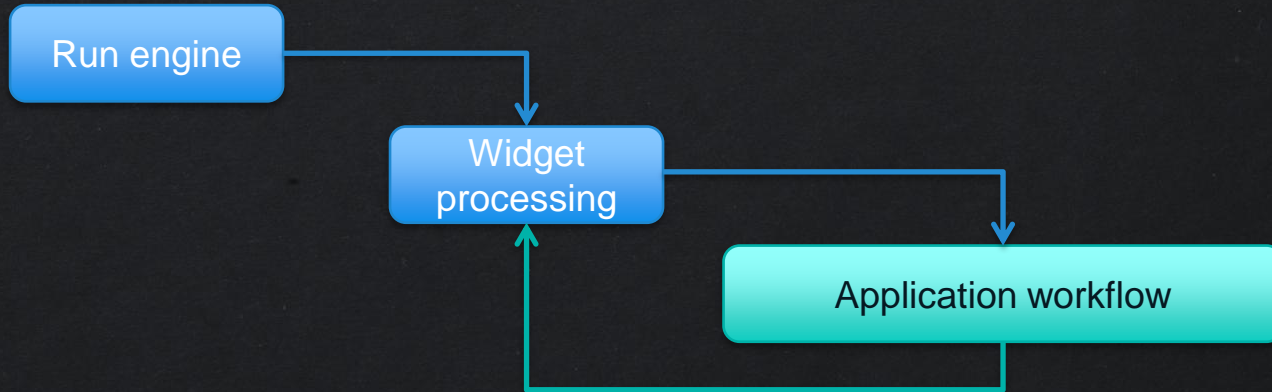 Run engine
Widget
processing
Application workflow